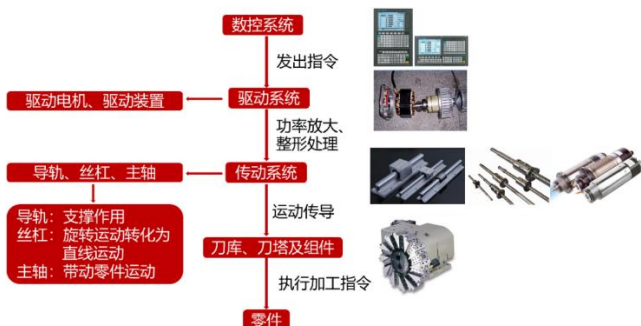 数控系统
发出指令
驱动电机、驱动装置
驱动系统
功率放大、
整形处理
导轨、丝杠、主轴
传动系统
导轨：支撑作用
丝杠：旋转运动转化为
直线运动
主轴：带动零件运动
运动传导
刀库、刀塔及组件
执行加工指令
零件